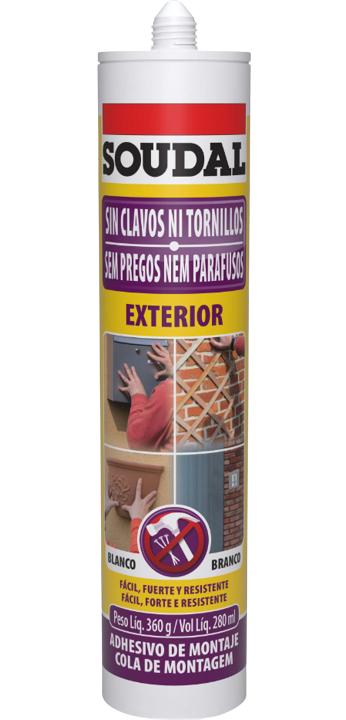 SOUDAL
SIN CLAVOS NI TORNILLOS
SEM PREGOS NEM PARAFUSOS
EXTERIOR
BLANCO BRANCO
FÁCIL, FUERTE Y RESISTENTE
FÁCIL, FORTE E RESISTENTE
Peso Líq. 360 g / Vol Líq. 280 ml
ADHESIVO DE MONTAJE
COLA DE MONTAGEM